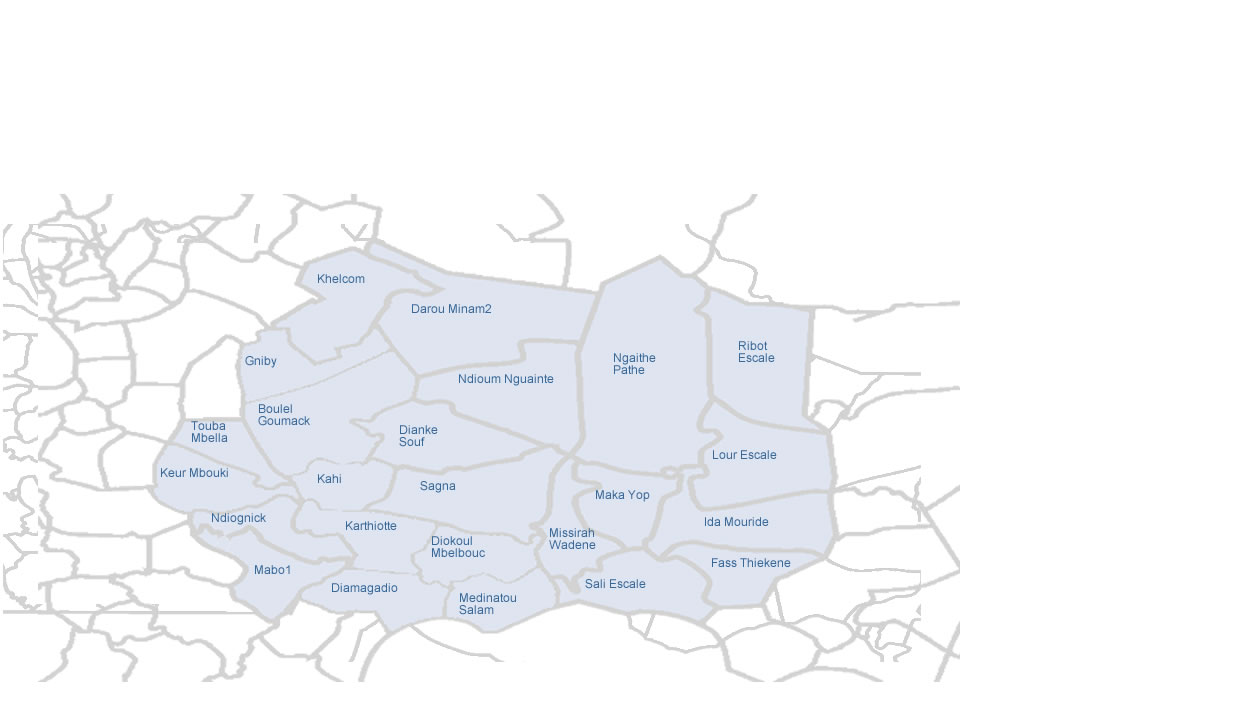 Khelcom
Darou Minam2
Ribot
Escale
Ngaithe
Pathe
Gniby
Ndioum Nguainte
Boulel
Goumack
Touba
Mbella
Dianke
Souf
Lour Escale
Keur Mbouki
Kahi
Sagna
Maka Yop
Ndiognick
Karthiotte
Ida Mouride
Missirah
Wadene
Diokoul
Mbelbouc
Fass Thiekene
Mabo1
Diamagadio
Sali Escale
Medinatou
Salam